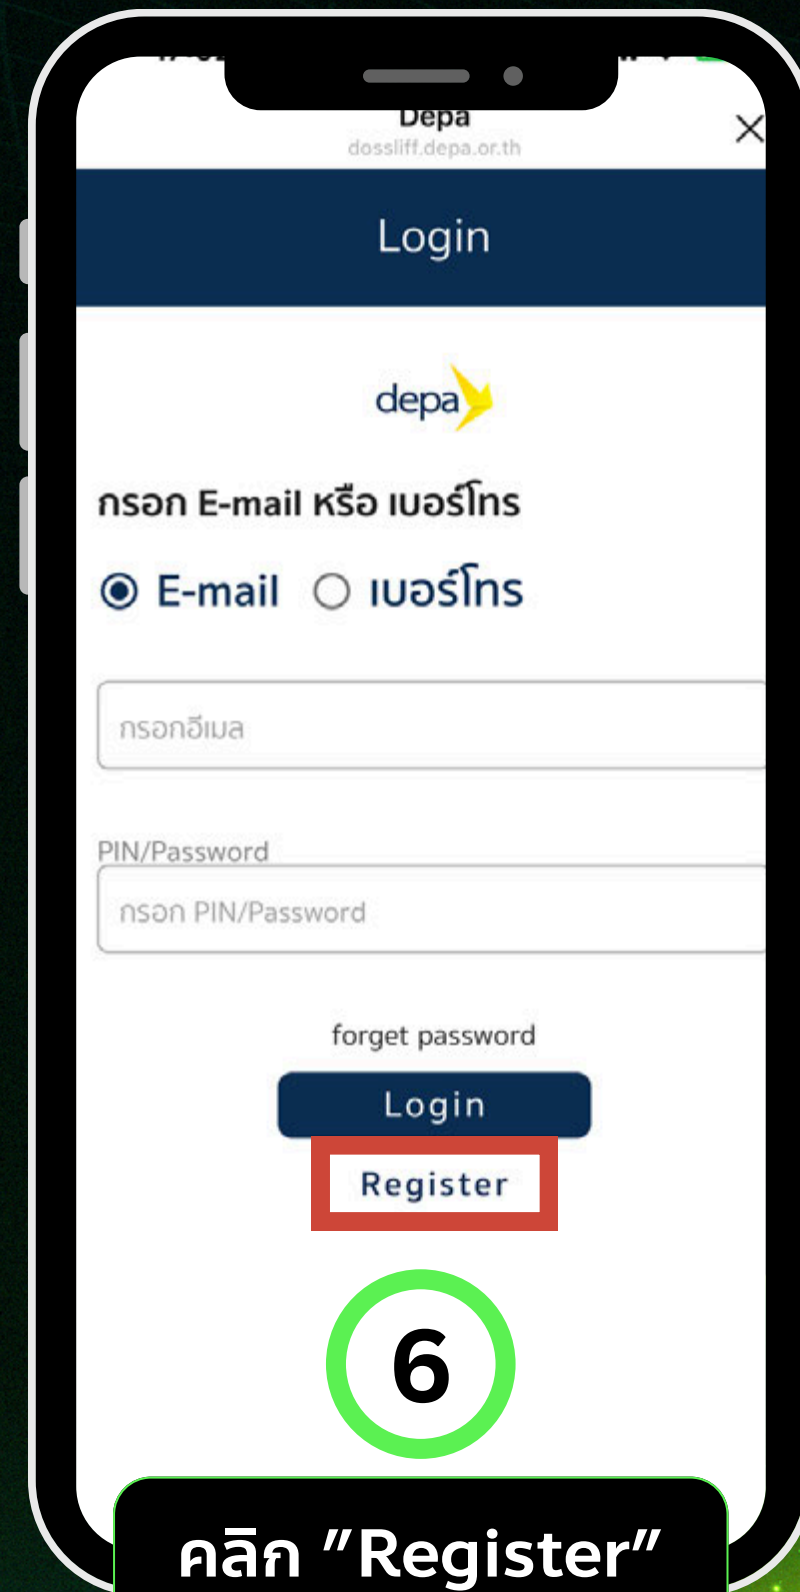 Depa
dossliff.depa.or.th
Login
depa
กรอก E-mail หรือ เบอร์โทร
E-mail เบอร์โทร
กรอกอีเมล
PIN/Password
กรอก PIN/Password
forget password
Login
Register
6
คลิก "Register"